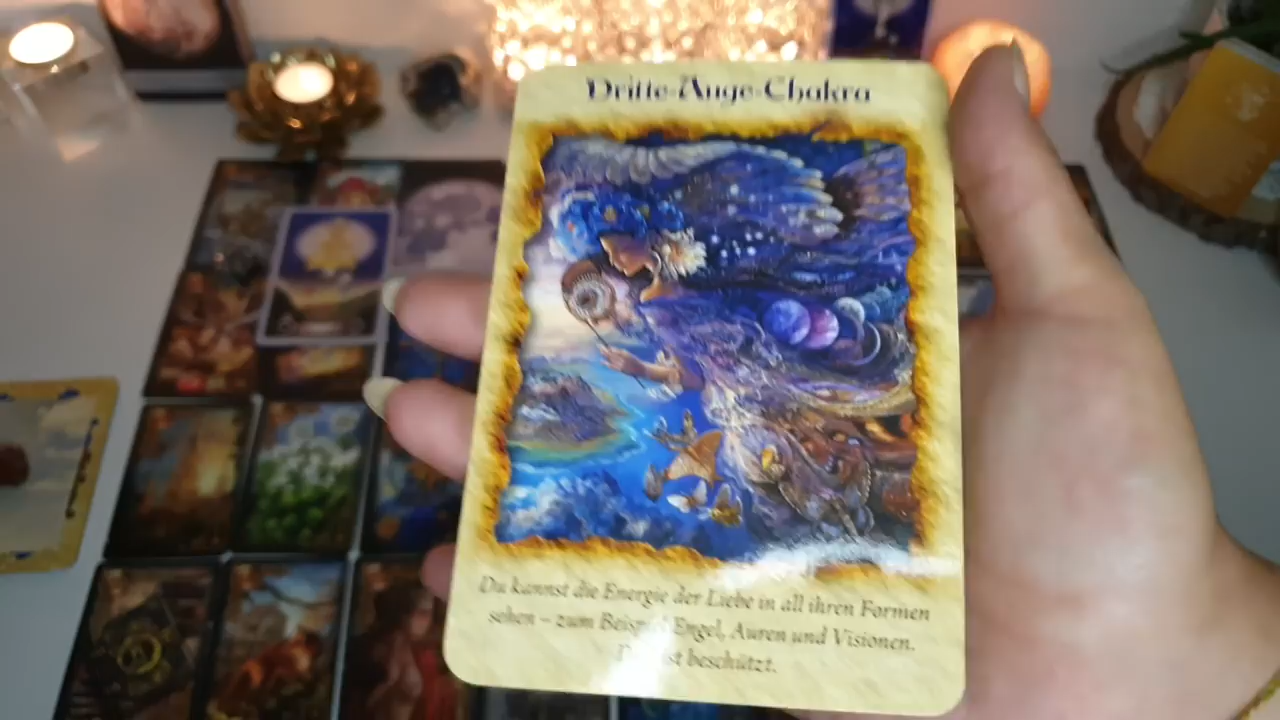 Dritte-Auge-Chakra
Du kannst die Energie der Liebe in all ihren Formen
sehen – zum Engel, Auren und Visionen.
beschützt.